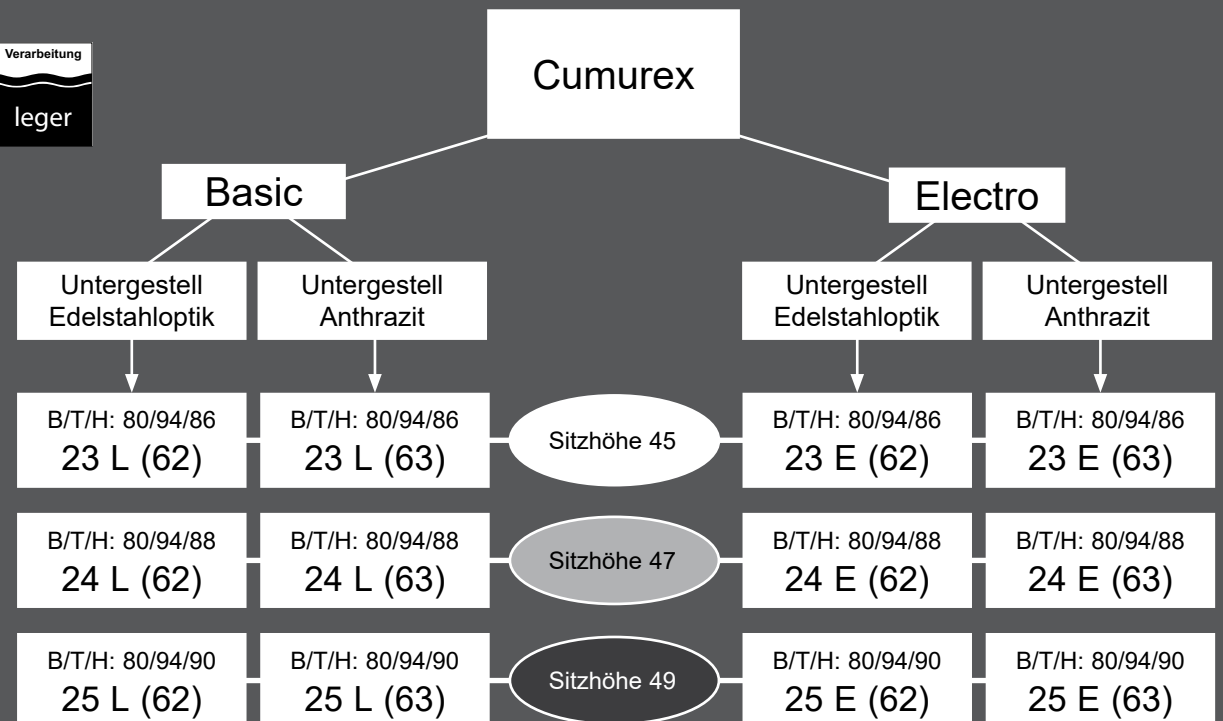 Verarbeitung
leger
Cumurex
Basic
Electro
Untergestell
Edelstahloptik
Untergestell
Anthrazit
Untergestell
Edelstahloptik
Untergestell
Anthrazit
B/T/H: 80/94/86
23 L (62)
B/T/H: 80/94/86
23 L (63)
Sitzhöhe 45
B/T/H: 80/94/86
23 E (62)
B/T/H: 80/94/86
23 E (63)
B/T/H: 80/94/88
24 L (62)
B/T/H: 80/94/88
24 L (63)
Sitzhöhe 47
B/T/H: 80/94/88
24 E (62)
B/T/H: 80/94/88
24 E (63)
B/T/H: 80/94/90
25 L (62)
B/T/H: 80/94/90
25 L (63)
Sitzhöhe 49
B/T/H: 80/94/90
25 E (62)
B/T/H: 80/94/90
25 E (63)